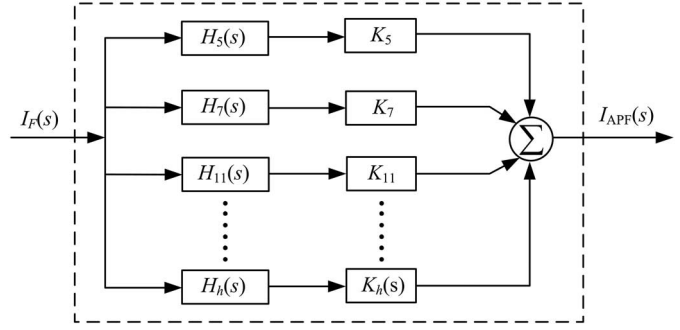 H5(s) K5
H7(s) K7
IF(s) IAPF(s)
Σ
H11(s) K11
Hh(s) Kh(s)